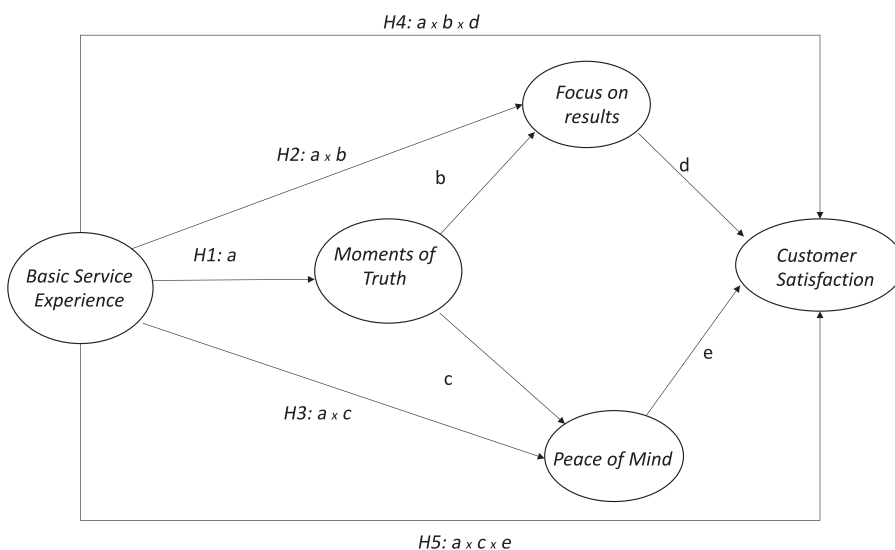 H4: a x b x d
Focus on
results
H2: a x b
b
d
H1: a
Moments of
Truth
Basic Service
Experience
Customer
Satisfaction
c
e
H3: a x c
Peace of Mind
H5: a x c x e